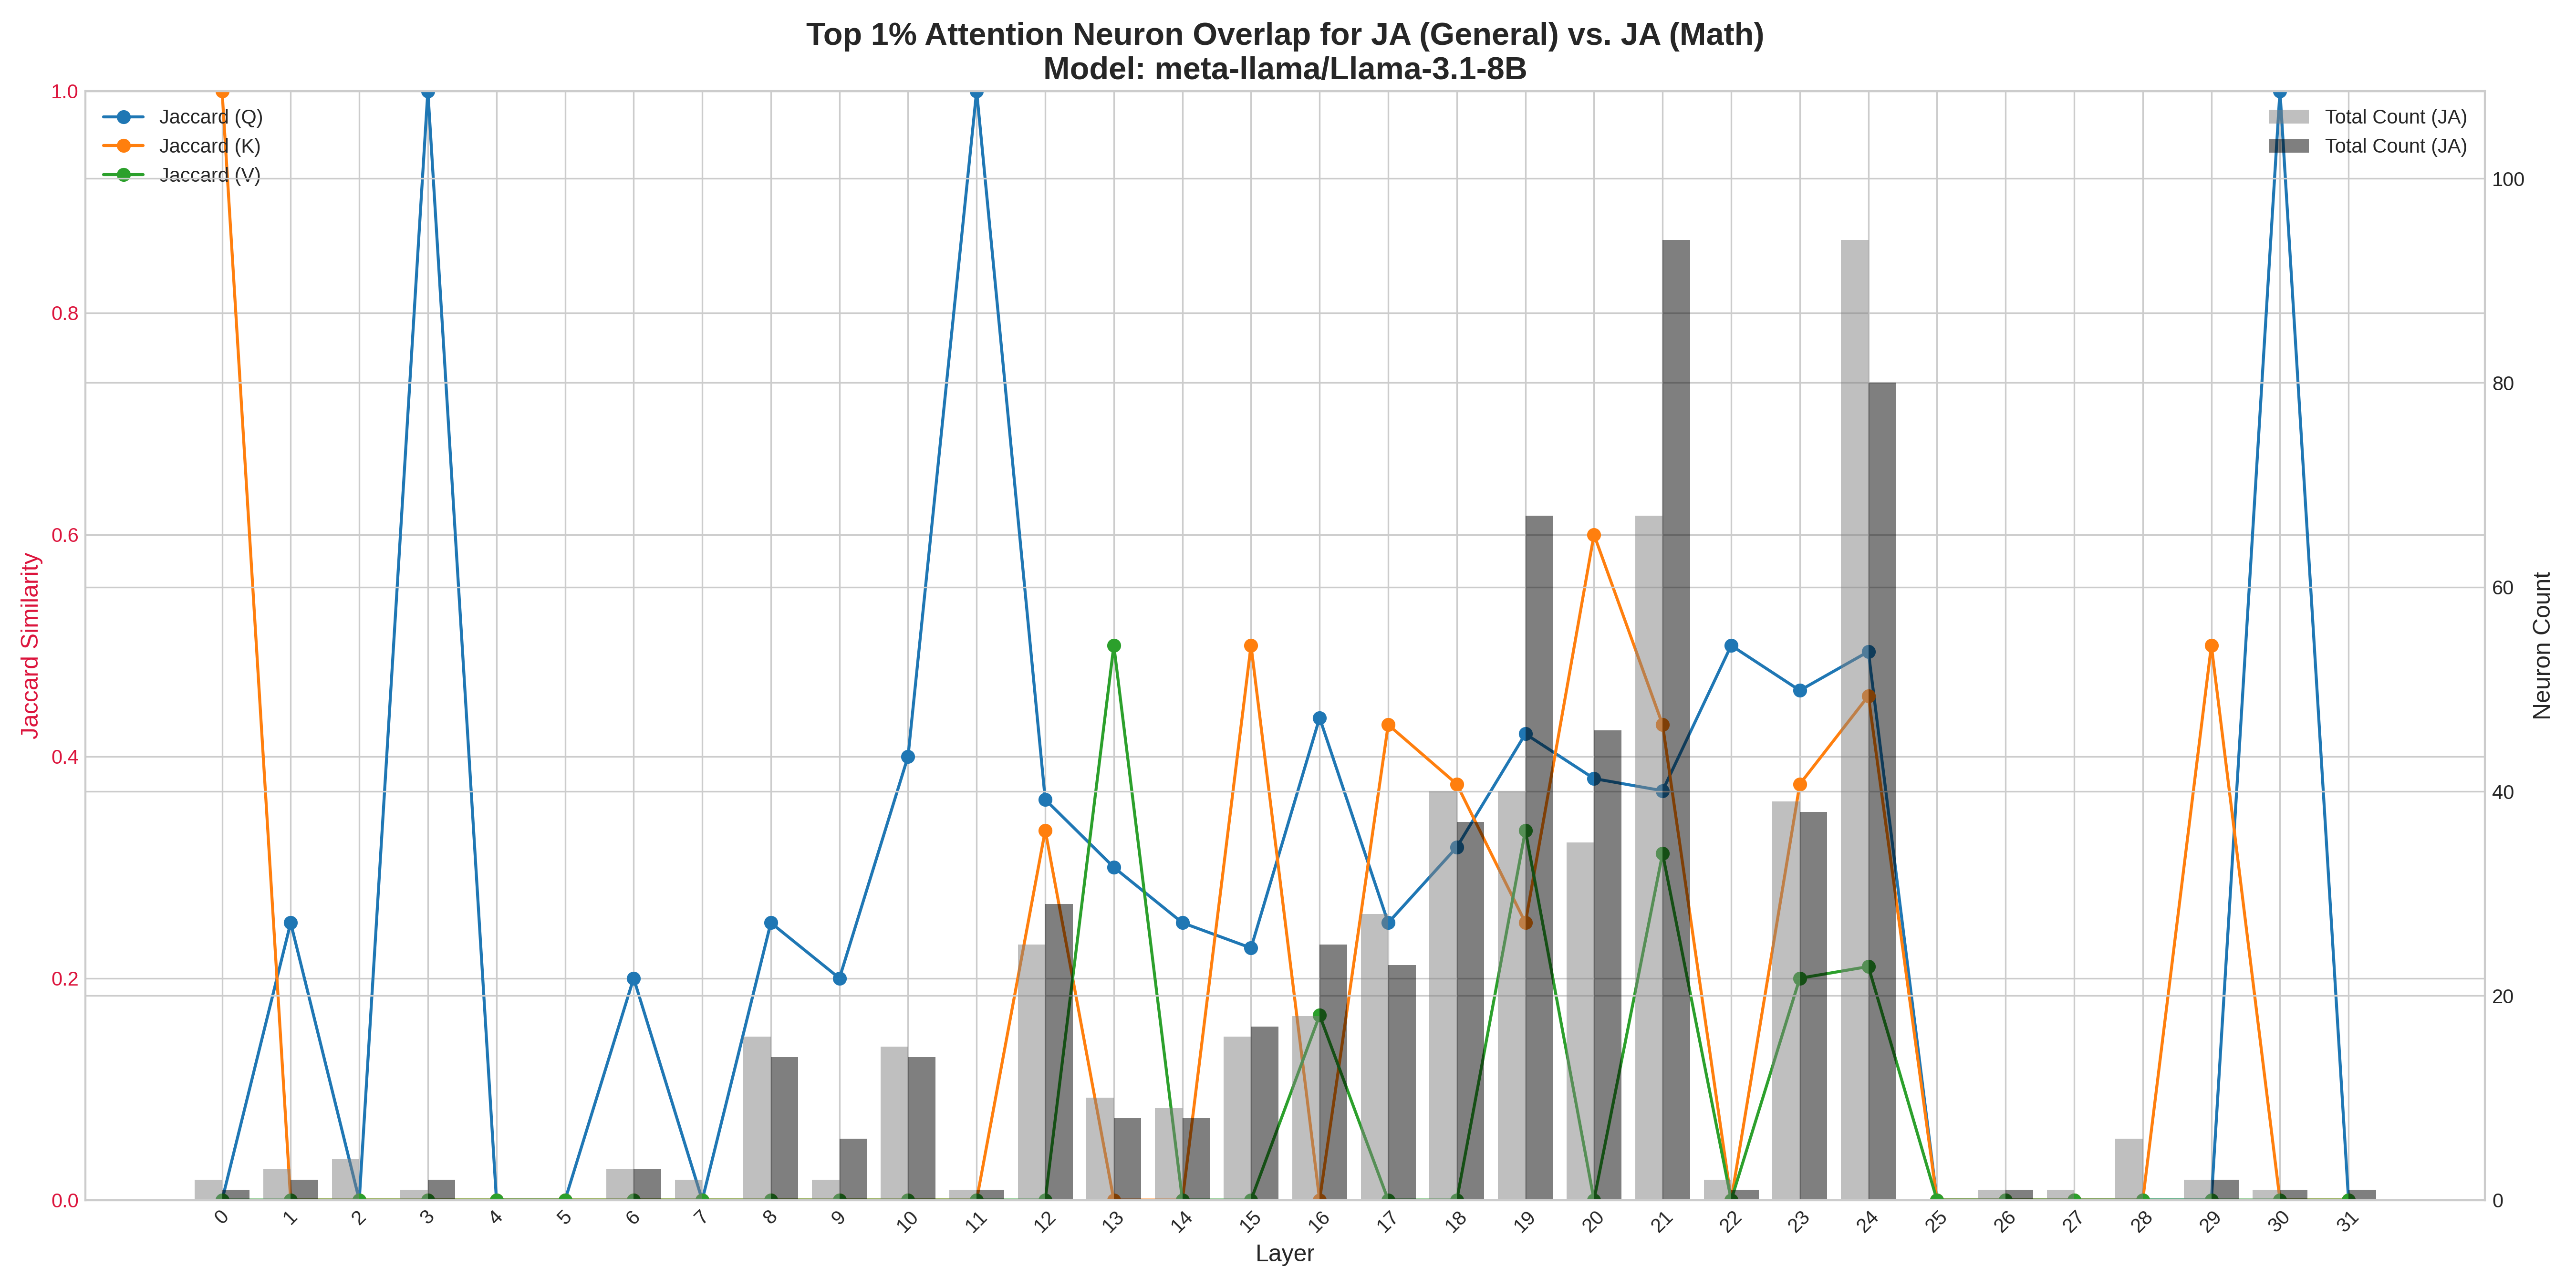 Top 1% Attention Neuron Overlap for JA (General) vs. JA (Math)
Model: meta-llama/Llama-3.1-8B
Jaccard (Q)
Jaccard (K)
Jaccard (V)
Total Count (JA)
Total Count (JA)
Jaccard Similarity
1.0
0.8
0.6
0.4
0.2
0.0
Neuron Count
100
80
60
40
20
0
0 1 2 3 4 5 6 7 8 9 10 11 12 13 14 15 16 17 18 19 20 21 22 23 24 25 26 27 28 29 30 31
Layer